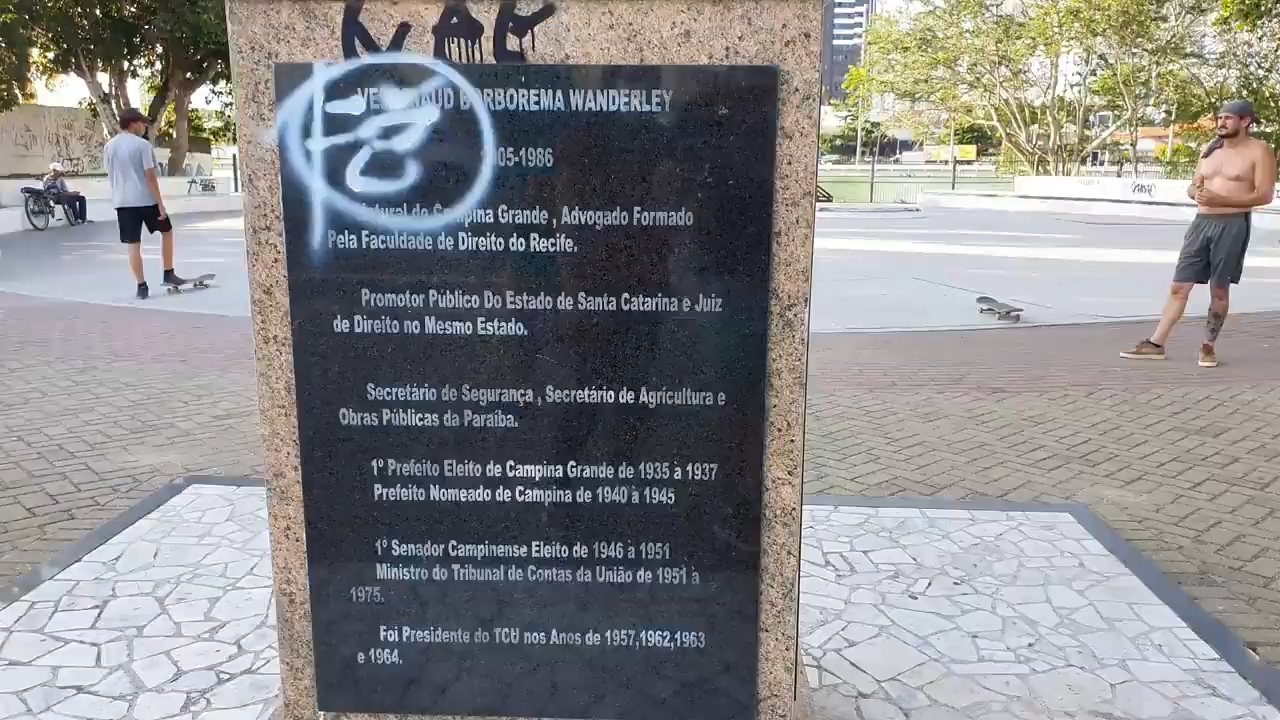 BORBOREMA WANDERLEY
05-1986
Natural de Campina Grande , Advogado Formado
Pela Faculdade de Direito do Recife.
Promotor Público Do Estado de Santa Catarina e Juiz
de Direito no Mesmo Estado.
Secretário de Segurança , Secretário de Agrícultura e
Obras Públicas da Paraíba.
1º Prefeito Eleito de Campina Grande de 1935 à 1937
Prefeito Nomeado de Campina de 1940 à 1945
1º Senador Campinense Eleito de 1946 à 1951
Ministro do Tribunal de Contas da União de 1951 à
1975.
Foi Presidente do TCU nos Anos de 1957,1962,1963
e 1964.